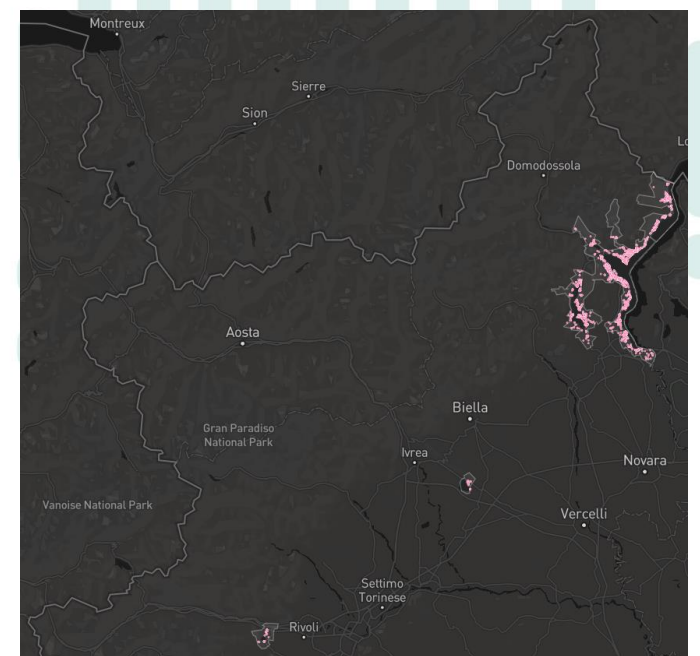 Montreux
Sierre
Sion
Domodossola
Lo
Aosta
Gran Paradiso
National Park
Biella
Ivrea
Novara
Vanoise National Park
Vercelli
Settimo
Torinese
Rivoli